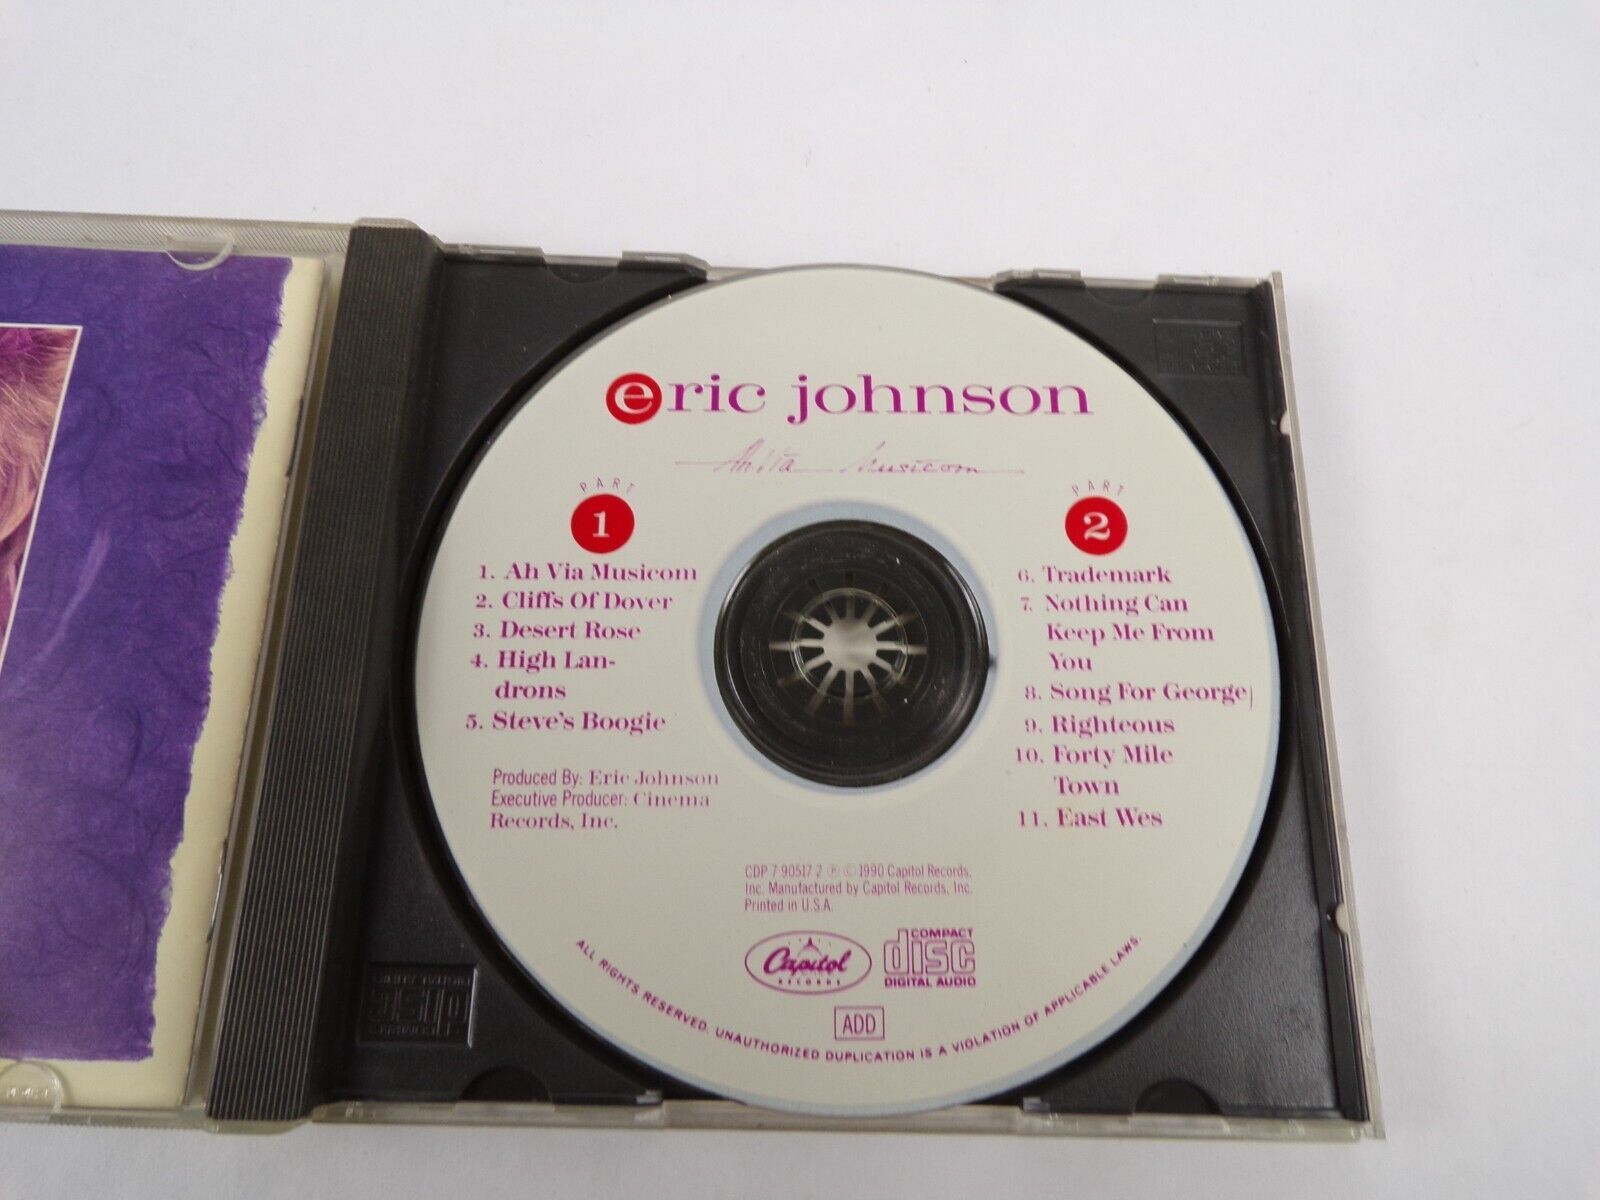 eric johnson
Ah Via Musicom
PART
1
1. Ah Via Musicom
2. Cliffs Of Dover
3. Desert Rose
4. High Lan-
drons
5. Steve's Boogie
Produced By: Eric Johnson
Executive Producer: Cinema
Records, Inc.
PART
2
6. Trademark
7. Nothing Can
Keep Me From
You
8. Song For George
9. Righteous
10. Forty Mile
Town
11. East Wes
CDP 7 90517 2 ℗ © 1990 Capitol Records,
Inc. Manufactured by Capitol Records, Inc.
Printed in U.S.A.
Capitol
RECORDS
COMPACT
disc
DIGITAL AUDIO
ADD
ALL RIGHTS RESERVED. UNAUTHORIZED DUPLICATION IS A VIOLATION OF APPLICABLE LAWS.